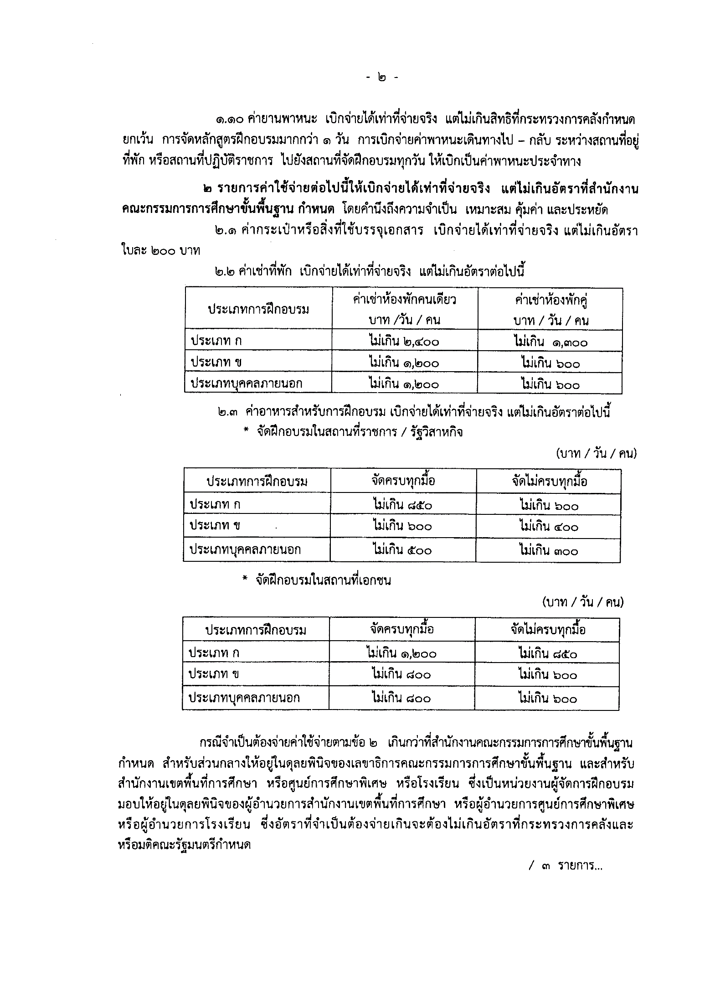 - ๒ -
๑.๑๐ ค่ายานพาหนะ เบิกจ่ายได้เท่าที่จ่ายจริง แต่ไม่เกินสิทธิที่กระทรวงการคลังกำหนด
ยกเว้น การจัดหลักสูตรฝึกอบรมมากกว่า ๑ วัน การเบิกจ่ายค่าพาหนะเดินทางไป – กลับ ระหว่างสถานที่อยู่
ที่พัก หรือสถานที่ปฏิบัติราชการ ไปยังสถานที่จัดฝึกอบรมทุกวัน ให้เบิกเป็นค่าพาหนะประจำทาง
๒ รายการค่าใช้จ่ายต่อไปนี้ให้เบิกจ่ายได้เท่าที่จ่ายจริง แต่ไม่เกินอัตราที่สำนักงาน
คณะกรรมการการศึกษาขั้นพื้นฐาน กำหนด โดยคำนึงถึงความจำเป็น เหมาะสม คุ้มค่า และประหยัด
๒.๑ ค่ากระเป๋าหรือสิ่งที่ใช้บรรจุเอกสาร เบิกจ่ายได้เท่าที่จ่ายจริง แต่ไม่เกินอัตรา
ใบละ ๒๐๐ บาท
๒.๒ ค่าเช่าที่พัก เบิกจ่ายได้เท่าที่จ่ายจริง แต่ไม่เกินอัตราต่อไปนี้
ประเภทการฝึกอบรม ค่าเช่าห้องพักคนเดียว ค่าเช่าห้องพักคู่
บาท /วัน / คน บาท / วัน / คน
ประเภท ก ไม่เกิน ๒,๔๐๐ ไม่เกิน ๑,๓๐๐
ประเภท ข ไม่เกิน ๑,๒๐๐ ไม่เกิน ๖๐๐
ประเภทบุคคลภายนอก ไม่เกิน ๑,๒๐๐ ไม่เกิน ๖๐๐
๒.๓ ค่าอาหารสำหรับการฝึกอบรม เบิกจ่ายได้เท่าที่จ่ายจริง แต่ไม่เกินอัตราต่อไปนี้
* จัดฝึกอบรมในสถานที่ราชการ / รัฐวิสาหกิจ
(บาท / วัน / คน)
ประเภทการฝึกอบรม จัดครบทุกมื้อ จัดไม่ครบทุกมื้อ
ประเภท ก ไม่เกิน ๘๕๐ ไม่เกิน ๖๐๐
ประเภท ข ไม่เกิน ๖๐๐ ไม่เกิน ๔๐๐
ประเภทบุคคลภายนอก ไม่เกิน ๕๐๐ ไม่เกิน ๓๐๐
* จัดฝึกอบรมในสถานที่เอกชน
(บาท / วัน / คน)
ประเภทการฝึกอบรม จัดครบทุกมื้อ จัดไม่ครบทุกมื้อ
ประเภท ก ไม่เกิน ๑,๒๐๐ ไม่เกิน ๘๕๐
ประเภท ข ไม่เกิน ๘๐๐ ไม่เกิน ๖๐๐
ประเภทบุคคลภายนอก ไม่เกิน ๘๐๐ ไม่เกิน ๖๐๐
กรณีจำเป็นต้องจ่ายค่าใช้จ่ายตามข้อ ๒ เกินกว่าที่สำนักงานคณะกรรมการการศึกษาขั้นพื้นฐาน
กำหนด สำหรับส่วนกลางให้อยู่ในดุลยพินิจของเลขาธิการคณะกรรมการการศึกษาขั้นพื้นฐาน และสำหรับ
สำนักงานเขตพื้นที่การศึกษา หรือศูนย์การศึกษาพิเศษ หรือโรงเรียน ซึ่งเป็นหน่วยงานผู้จัดการฝึกอบรม
มอบให้อยู่ในดุลยพินิจของผู้อำนวยการสำนักงานเขตพื้นที่การศึกษา หรือผู้อำนวยการศูนย์การศึกษาพิเศษ
หรือผู้อำนวยการโรงเรียน ซึ่งอัตราที่จำเป็นต้องจ่ายเกินจะต้องไม่เกินอัตราที่กระทรวงการคลังและ
หรือมติคณะรัฐมนตรีกำหนด
/ ๓ รายการ...